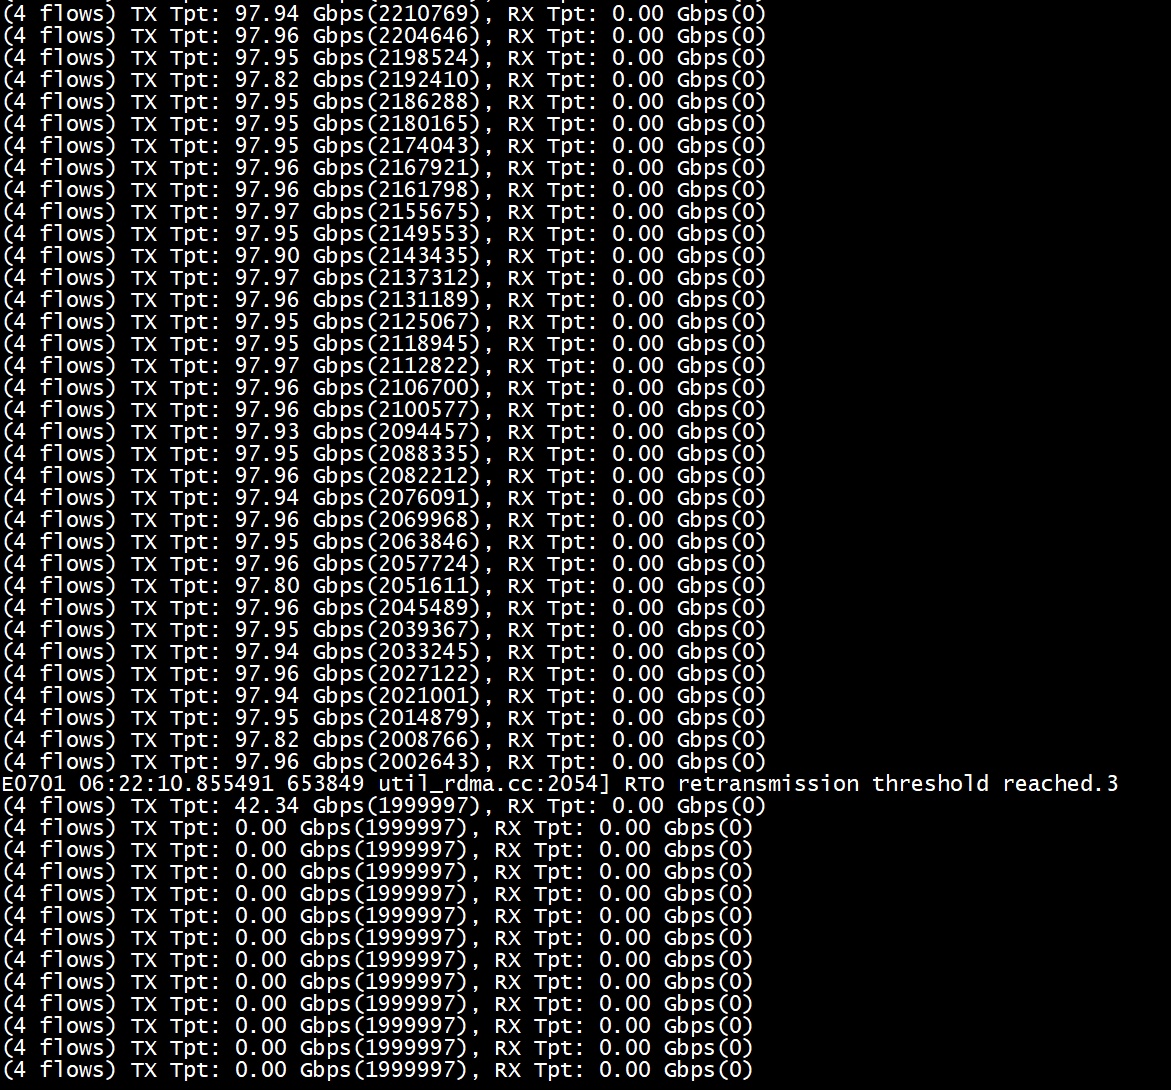 (4 flows) TX Tpt: 97.94 Gbps(2210769), RX Tpt: 0.00 Gbps(0)
(4 flows) TX Tpt: 97.96 Gbps(2204646), RX Tpt: 0.00 Gbps(0)
(4 flows) TX Tpt: 97.95 Gbps(2198524), RX Tpt: 0.00 Gbps(0)
(4 flows) TX Tpt: 97.82 Gbps(2192410), RX Tpt: 0.00 Gbps(0)
(4 flows) TX Tpt: 97.95 Gbps(2186288), RX Tpt: 0.00 Gbps(0)
(4 flows) TX Tpt: 97.95 Gbps(2180165), RX Tpt: 0.00 Gbps(0)
(4 flows) TX Tpt: 97.95 Gbps(2174043), RX Tpt: 0.00 Gbps(0)
(4 flows) TX Tpt: 97.96 Gbps(2167921), RX Tpt: 0.00 Gbps(0)
(4 flows) TX Tpt: 97.96 Gbps(2161798), RX Tpt: 0.00 Gbps(0)
(4 flows) TX Tpt: 97.97 Gbps(2155675), RX Tpt: 0.00 Gbps(0)
(4 flows) TX Tpt: 97.95 Gbps(2149553), RX Tpt: 0.00 Gbps(0)
(4 flows) TX Tpt: 97.90 Gbps(2143435), RX Tpt: 0.00 Gbps(0)
(4 flows) TX Tpt: 97.97 Gbps(2137312), RX Tpt: 0.00 Gbps(0)
(4 flows) TX Tpt: 97.96 Gbps(2131189), RX Tpt: 0.00 Gbps(0)
(4 flows) TX Tpt: 97.95 Gbps(2125067), RX Tpt: 0.00 Gbps(0)
(4 flows) TX Tpt: 97.95 Gbps(2118945), RX Tpt: 0.00 Gbps(0)
(4 flows) TX Tpt: 97.97 Gbps(2112822), RX Tpt: 0.00 Gbps(0)
(4 flows) TX Tpt: 97.96 Gbps(2106700), RX Tpt: 0.00 Gbps(0)
(4 flows) TX Tpt: 97.96 Gbps(2100577), RX Tpt: 0.00 Gbps(0)
(4 flows) TX Tpt: 97.93 Gbps(2094457), RX Tpt: 0.00 Gbps(0)
(4 flows) TX Tpt: 97.95 Gbps(2088335), RX Tpt: 0.00 Gbps(0)
(4 flows) TX Tpt: 97.96 Gbps(2082212), RX Tpt: 0.00 Gbps(0)
(4 flows) TX Tpt: 97.94 Gbps(2076091), RX Tpt: 0.00 Gbps(0)
(4 flows) TX Tpt: 97.96 Gbps(2069968), RX Tpt: 0.00 Gbps(0)
(4 flows) TX Tpt: 97.95 Gbps(2063846), RX Tpt: 0.00 Gbps(0)
(4 flows) TX Tpt: 97.96 Gbps(2057724), RX Tpt: 0.00 Gbps(0)
(4 flows) TX Tpt: 97.80 Gbps(2051611), RX Tpt: 0.00 Gbps(0)
(4 flows) TX Tpt: 97.96 Gbps(2045489), RX Tpt: 0.00 Gbps(0)
(4 flows) TX Tpt: 97.95 Gbps(2039367), RX Tpt: 0.00 Gbps(0)
(4 flows) TX Tpt: 97.94 Gbps(2033245), RX Tpt: 0.00 Gbps(0)
(4 flows) TX Tpt: 97.96 Gbps(2027122), RX Tpt: 0.00 Gbps(0)
(4 flows) TX Tpt: 97.94 Gbps(2021001), RX Tpt: 0.00 Gbps(0)
(4 flows) TX Tpt: 97.95 Gbps(2014879), RX Tpt: 0.00 Gbps(0)
(4 flows) TX Tpt: 97.82 Gbps(2008766), RX Tpt: 0.00 Gbps(0)
(4 flows) TX Tpt: 97.96 Gbps(2002643), RX Tpt: 0.00 Gbps(0)
E0701 06:22:10.855491 653849 util_rdma.cc:2054] RTO retransmission threshold reached.3
(4 flows) TX Tpt: 42.34 Gbps(1999997), RX Tpt: 0.00 Gbps(0)
(4 flows) TX Tpt: 0.00 Gbps(1999997), RX Tpt: 0.00 Gbps(0)
(4 flows) TX Tpt: 0.00 Gbps(1999997), RX Tpt: 0.00 Gbps(0)
(4 flows) TX Tpt: 0.00 Gbps(1999997), RX Tpt: 0.00 Gbps(0)
(4 flows) TX Tpt: 0.00 Gbps(1999997), RX Tpt: 0.00 Gbps(0)
(4 flows) TX Tpt: 0.00 Gbps(1999997), RX Tpt: 0.00 Gbps(0)
(4 flows) TX Tpt: 0.00 Gbps(1999997), RX Tpt: 0.00 Gbps(0)
(4 flows) TX Tpt: 0.00 Gbps(1999997), RX Tpt: 0.00 Gbps(0)
(4 flows) TX Tpt: 0.00 Gbps(1999997), RX Tpt: 0.00 Gbps(0)
(4 flows) TX Tpt: 0.00 Gbps(1999997), RX Tpt: 0.00 Gbps(0)
(4 flows) TX Tpt: 0.00 Gbps(1999997), RX Tpt: 0.00 Gbps(0)
(4 flows) TX Tpt: 0.00 Gbps(1999997), RX Tpt: 0.00 Gbps(0)
(4 flows) TX Tpt: 0.00 Gbps(1999997), RX Tpt: 0.00 Gbps(0)